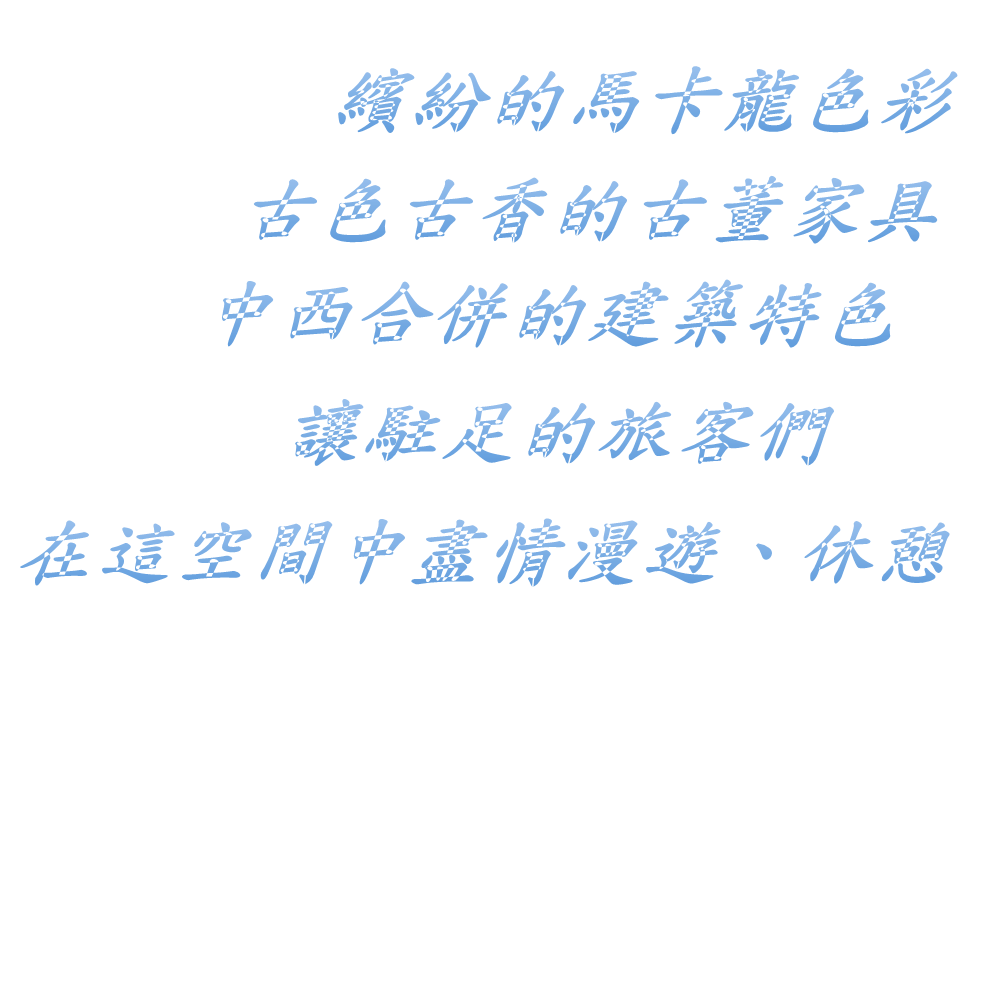 繽紛的馬卡龍色彩
古色古香的古董家具
中西合併的建築特色
讓駐足的旅客們
在這空間中盡情漫遊、休憩